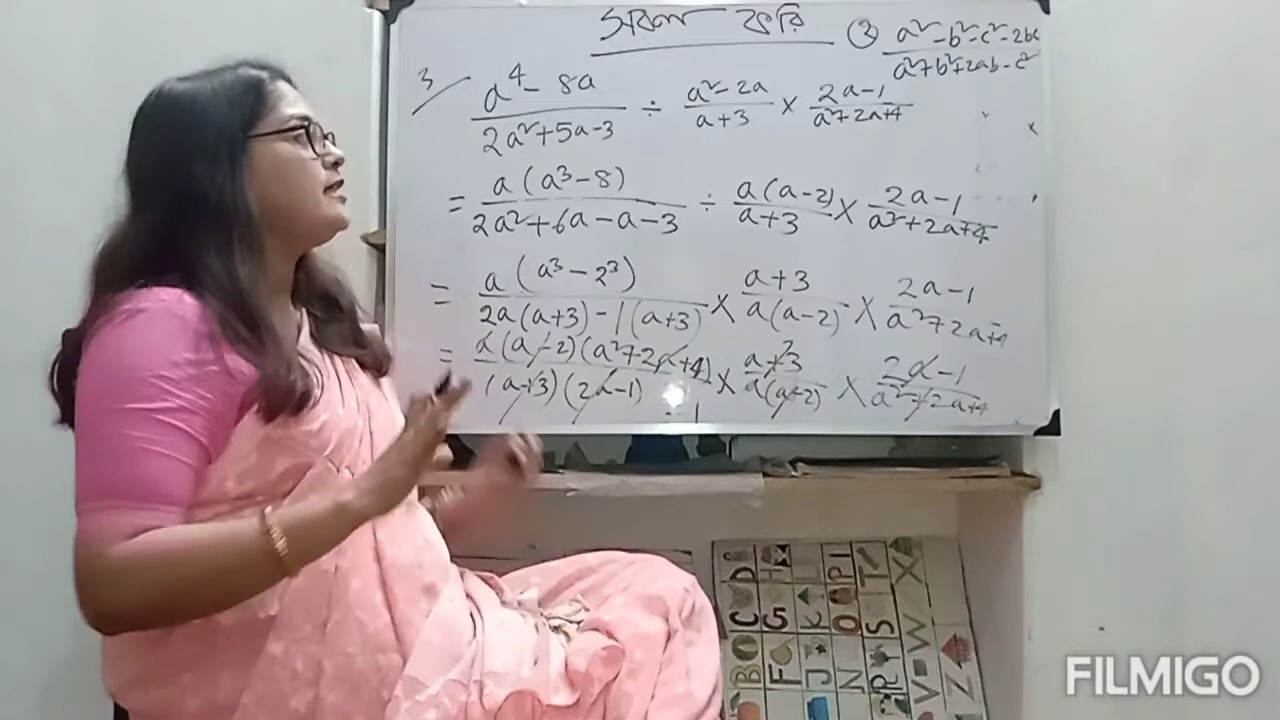 সরল করি
③ (a² - b² - c² - 2bc) / (a² + b² + 2ab - c²)
3/ (a⁴ - 8a) / (2a² + 5a - 3) ÷ (a² - 2a) / (a + 3) × (2a - 1) / (a² + 2a + 4)
= a(a³ - 8) / (2a² + 6a - a - 3) ÷ a(a - 2) / (a + 3) × (2a - 1) / (a² + 2a + 4)
= a(a³ - 2³) / (2a(a + 3) - 1(a + 3)) × (a + 3) / a(a - 2) × (2a - 1) / (a² + 2a + 4)
= a(a - 2)(a² + 2a + 4) / (a + 3)(2a - 1) × (a + 3) / a(a - 2) × (2a - 1) / (a² + 2a + 4)
= 1
B C D
F G H
J K L
N O P
R S T
V W X
Z
FILMIGO